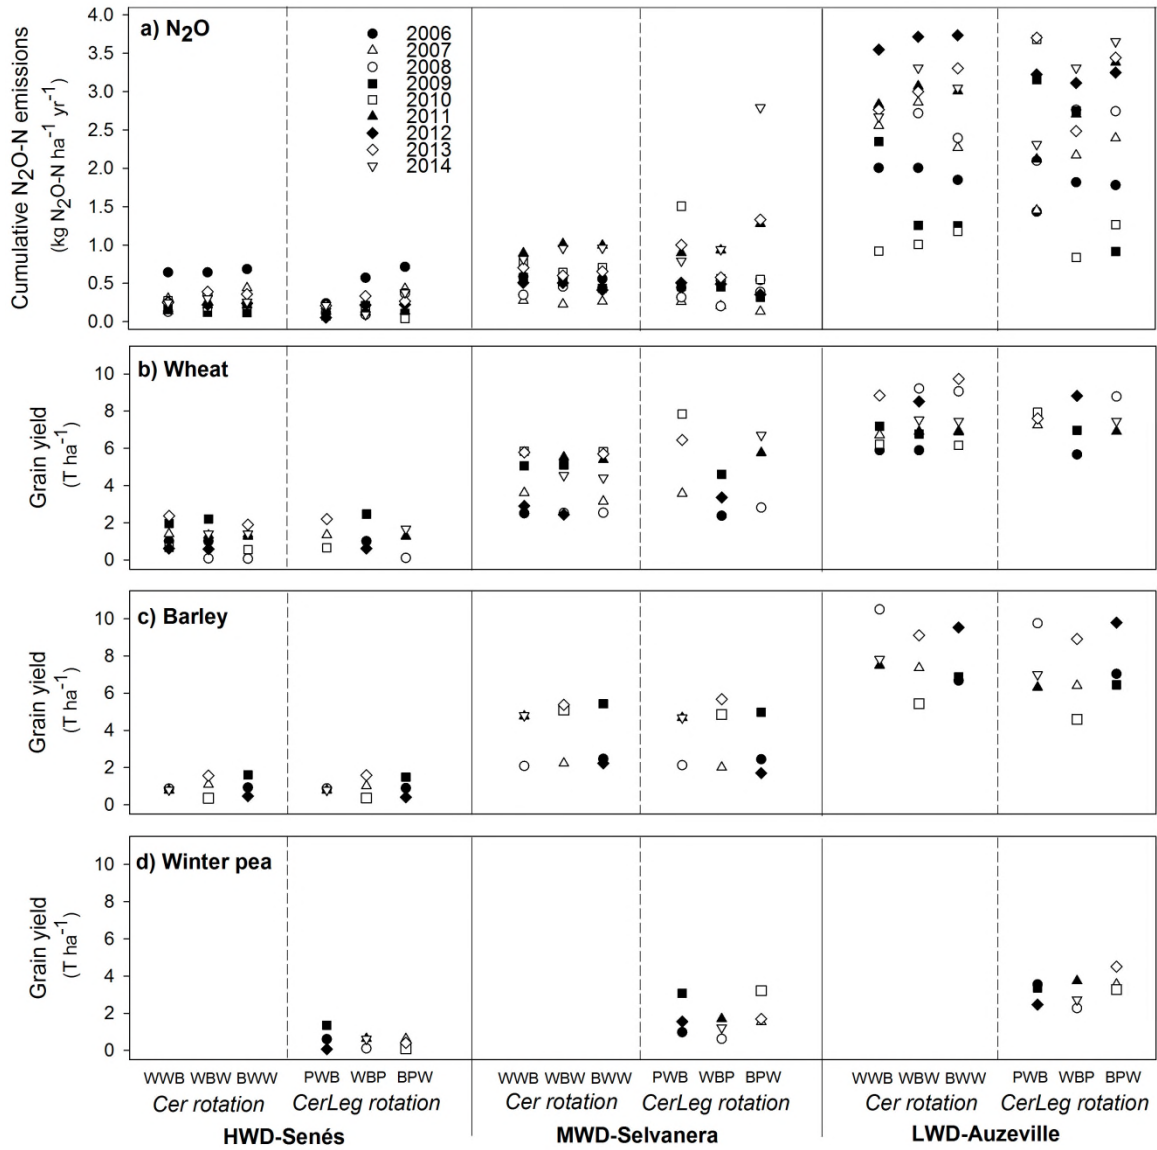 a) N2O
2006
2007
2008
2009
2010
2011
2012
2013
2014
Cumulative N2O-N emissions
(kg N2O-N ha-1 yr-1)
4.0
3.5
3.0
2.5
2.0
1.5
1.0
0.5
0.0
b) Wheat
Grain yield
(T ha-1)
10
8
6
4
2
0
c) Barley
Grain yield
(T ha-1)
10
8
6
4
2
0
d) Winter pea
Grain yield
(T ha-1)
10
8
6
4
2
0
WWB WBW BWW PWB WBP BPW WWB WBW BWW PWB WBP BPW WWB WBW BWW PWB WBP BPW
Cer rotation CerLeg rotation Cer rotation CerLeg rotation Cer rotation CerLeg rotation
HWD-Senés MWD-Selvanera LWD-Auzeville